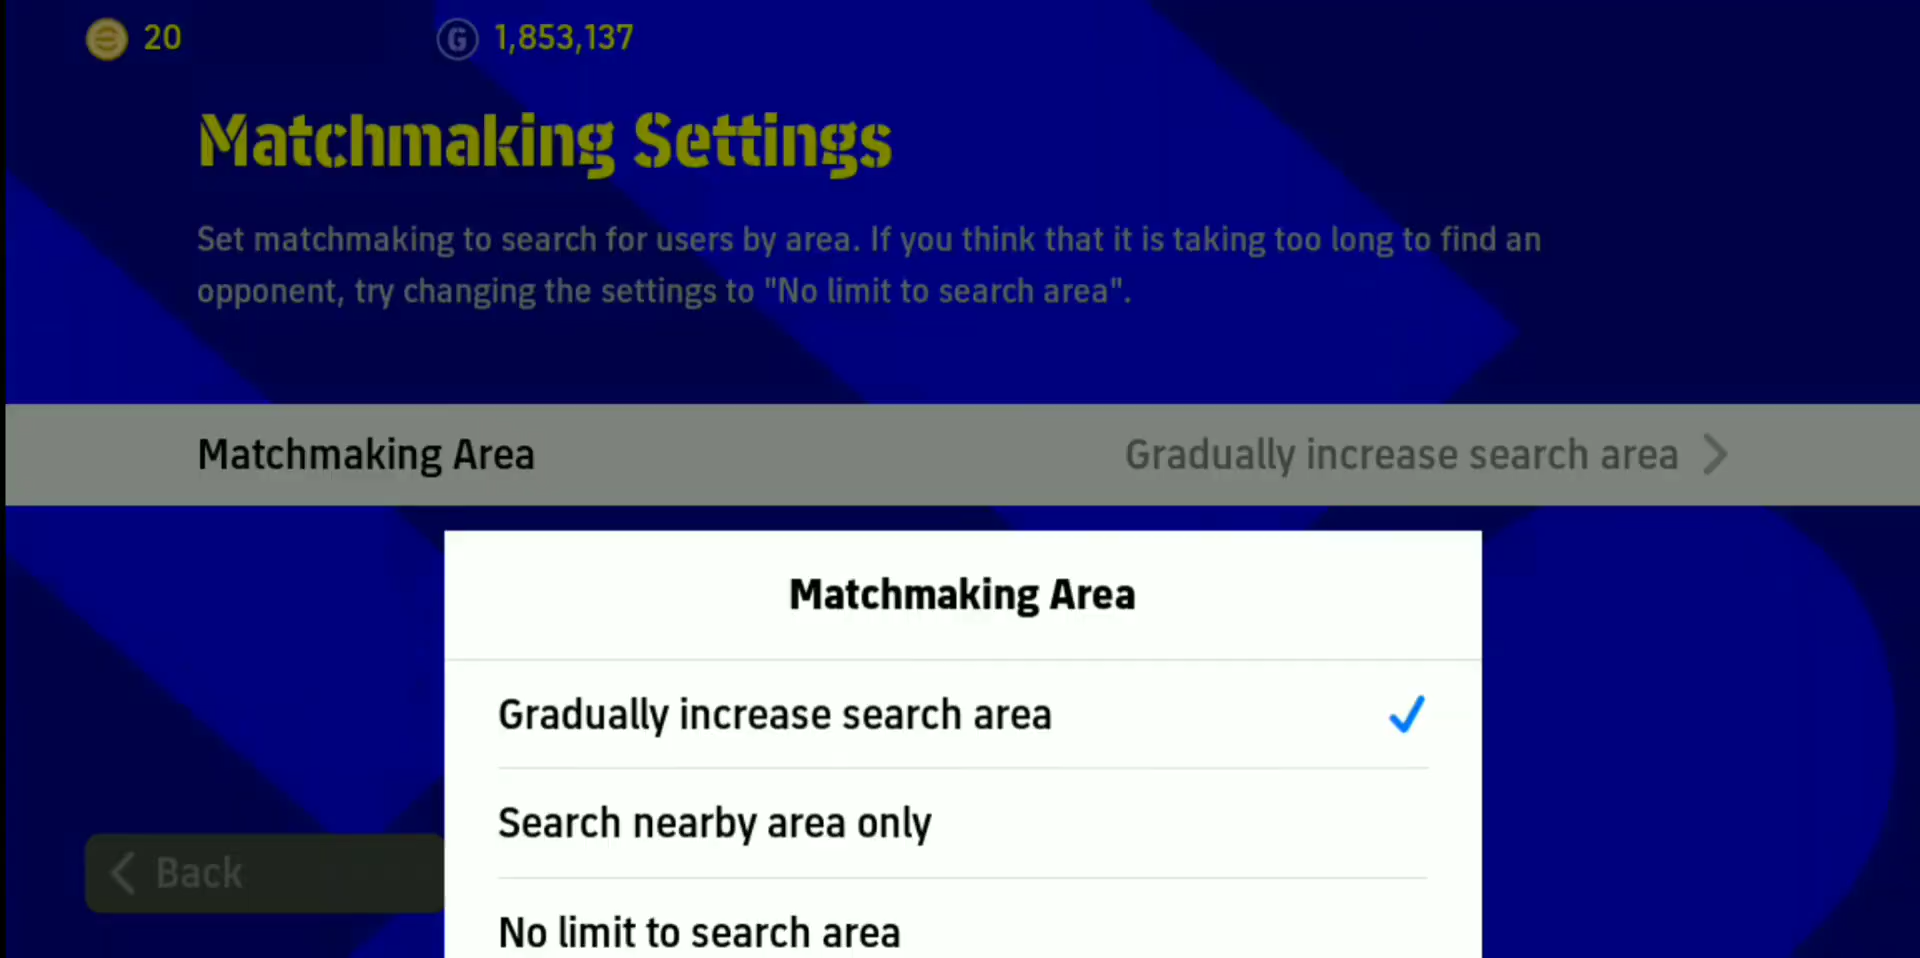 20
G 1,853,137
Matchmaking Settings
Set matchmaking to search for users by area. If you think that it is taking too long to find an
opponent, try changing the settings to "No limit to search area".
Matchmaking Area
Gradually increase search area
Matchmaking Area
Gradually increase search area
Search nearby area only
Back
No limit to search area